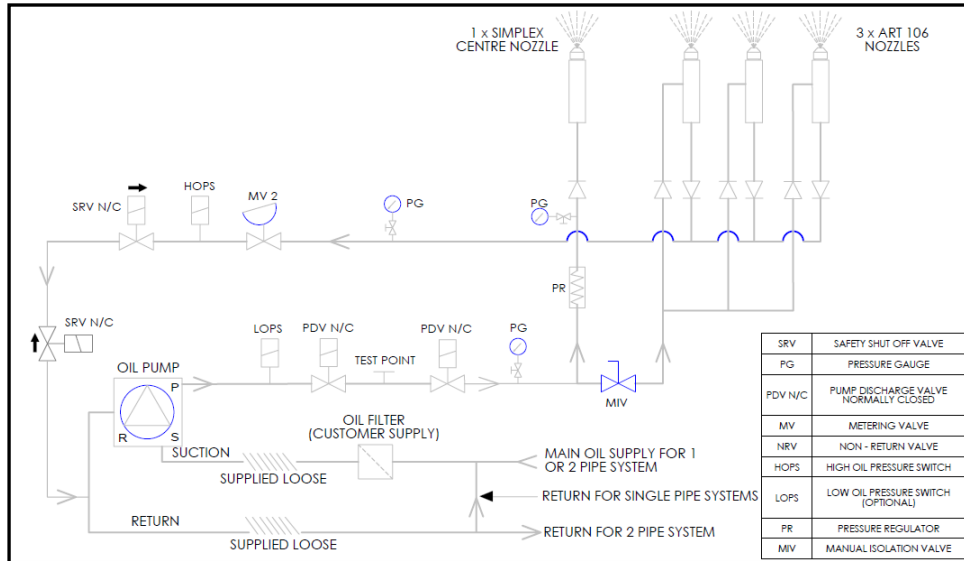 1 x SIMPLEX
CENTRE NOZZLE
3 x ART 106
NOZZLES
SRV N/C
HOPS
MV 2
PG
PG
PR
SRV N/C
LOPS
PDV N/C
TEST POINT
PDV N/C
PG
MIV
OIL PUMP
P
R
S
SUCTION
SUPPLIED LOOSE
OIL FILTER
(CUSTOMER SUPPLY)
MAIN OIL SUPPLY FOR 1
OR 2 PIPE SYSTEM
RETURN FOR SINGLE PIPE SYSTEMS
RETURN
SUPPLIED LOOSE
RETURN FOR 2 PIPE SYSTEM
SRV SAFETY SHUT OFF VALVE
PG PRESSURE GAUGE
PDV N/C PUMP DISCHARGE VALVE
NORMALLY CLOSED
MV METERING VALVE
NRV NON - RETURN VALVE
HOPS HIGH OIL PRESSURE SWITCH
LOPS LOW OIL PRESSURE SWITCH
(OPTIONAL)
PR PRESSURE REGULATOR
MIV MANUAL ISOLATION VALVE